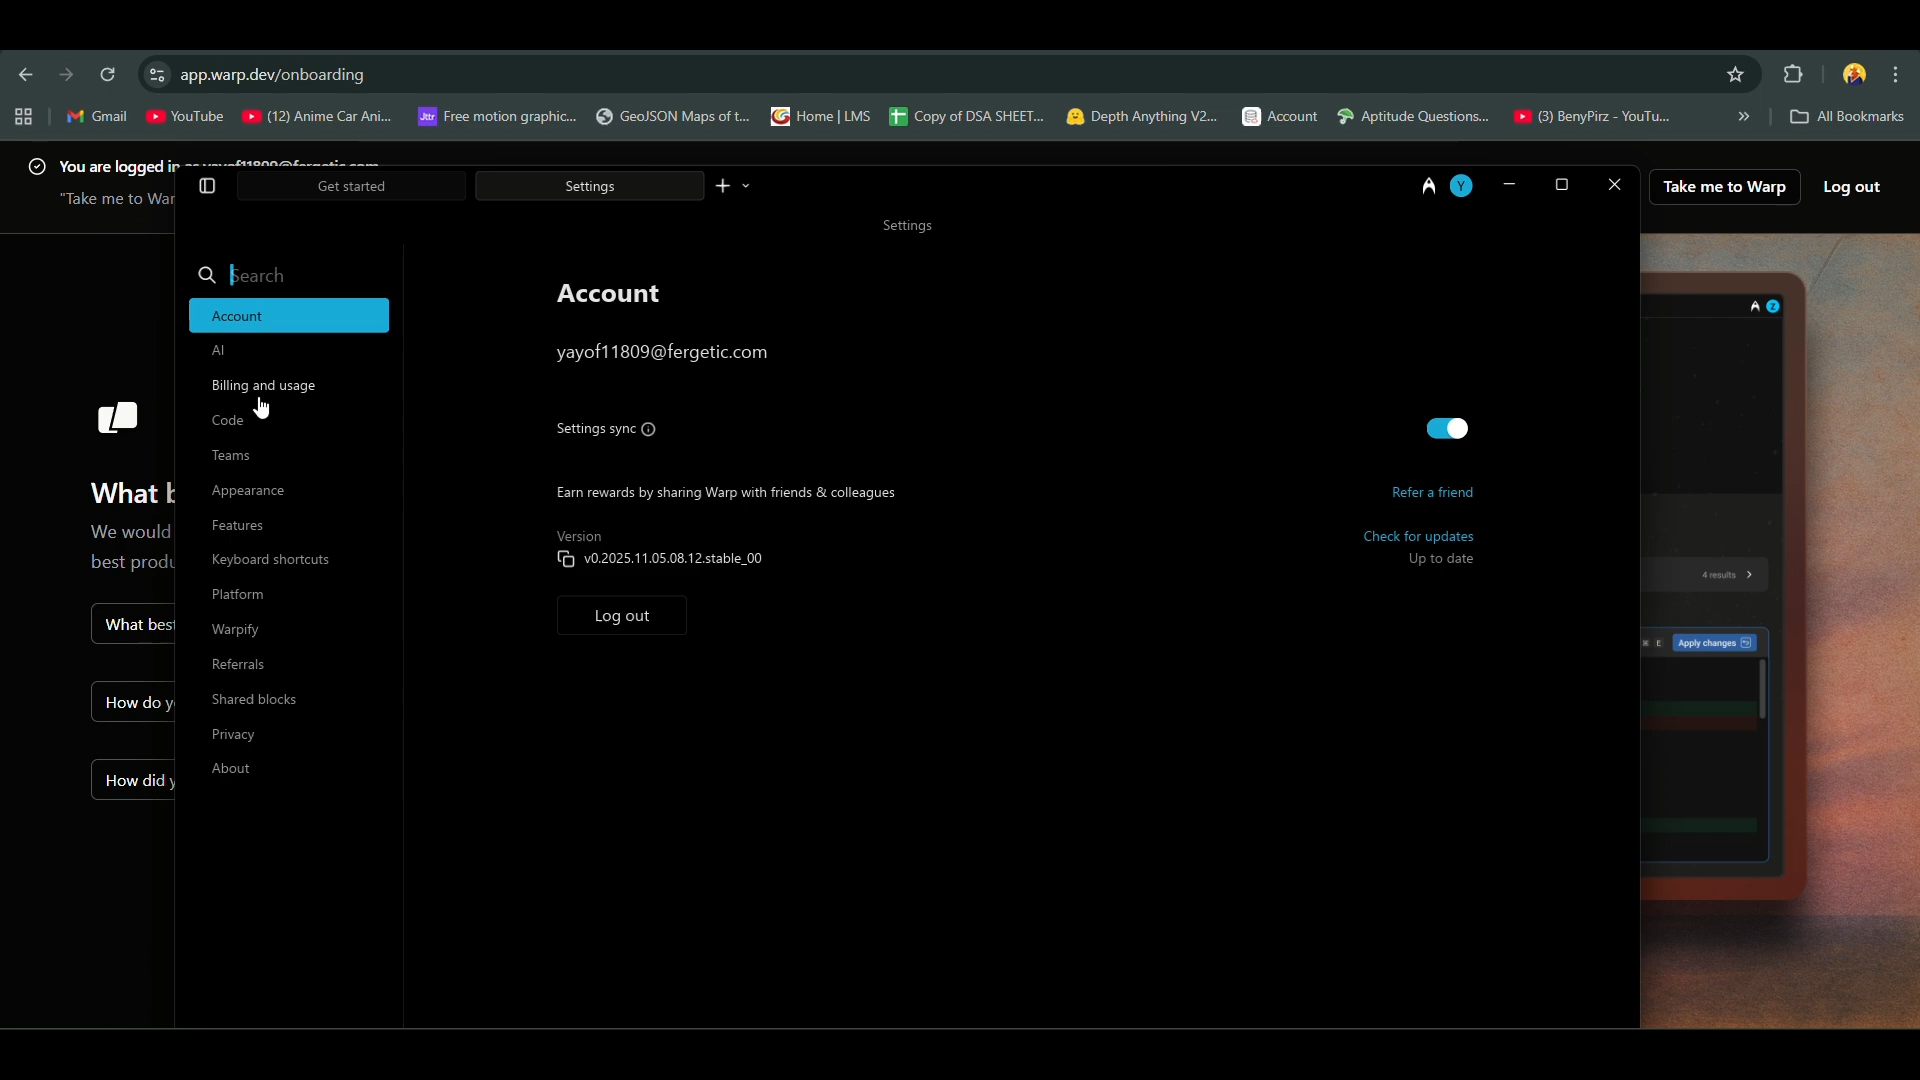 app.warp.dev/onboarding
Gmail
YouTube
(12) Anime Car Ani...
Jitr
Free motion graphic...
GeoJSON Maps of t...
Home | LMS
Copy of DSA SHEET...
Depth Anything V2...
Account
Aptitude Questions...
(3) BenyPirz - YouTu...
»
All Bookmarks
You are logged in as yayof11809@fergetic.com
"Take me to War
Get started
Settings
Y
Take me to Warp
Log out
Settings
Search
Account
AI
Billing and usage
Code
Teams
Appearance
Features
Keyboard shortcuts
Platform
Warpify
Referrals
Shared blocks
Privacy
About
Account
yayof11809@fergetic.com
Settings sync
Earn rewards by sharing Warp with friends & colleagues
Refer a friend
Version
v0.2025.11.05.08.12.stable_00
Check for updates
Up to date
Log out
What b
We would
best produ
What best
How do y
How did y
Z
4 results
⌘ E
Apply changes